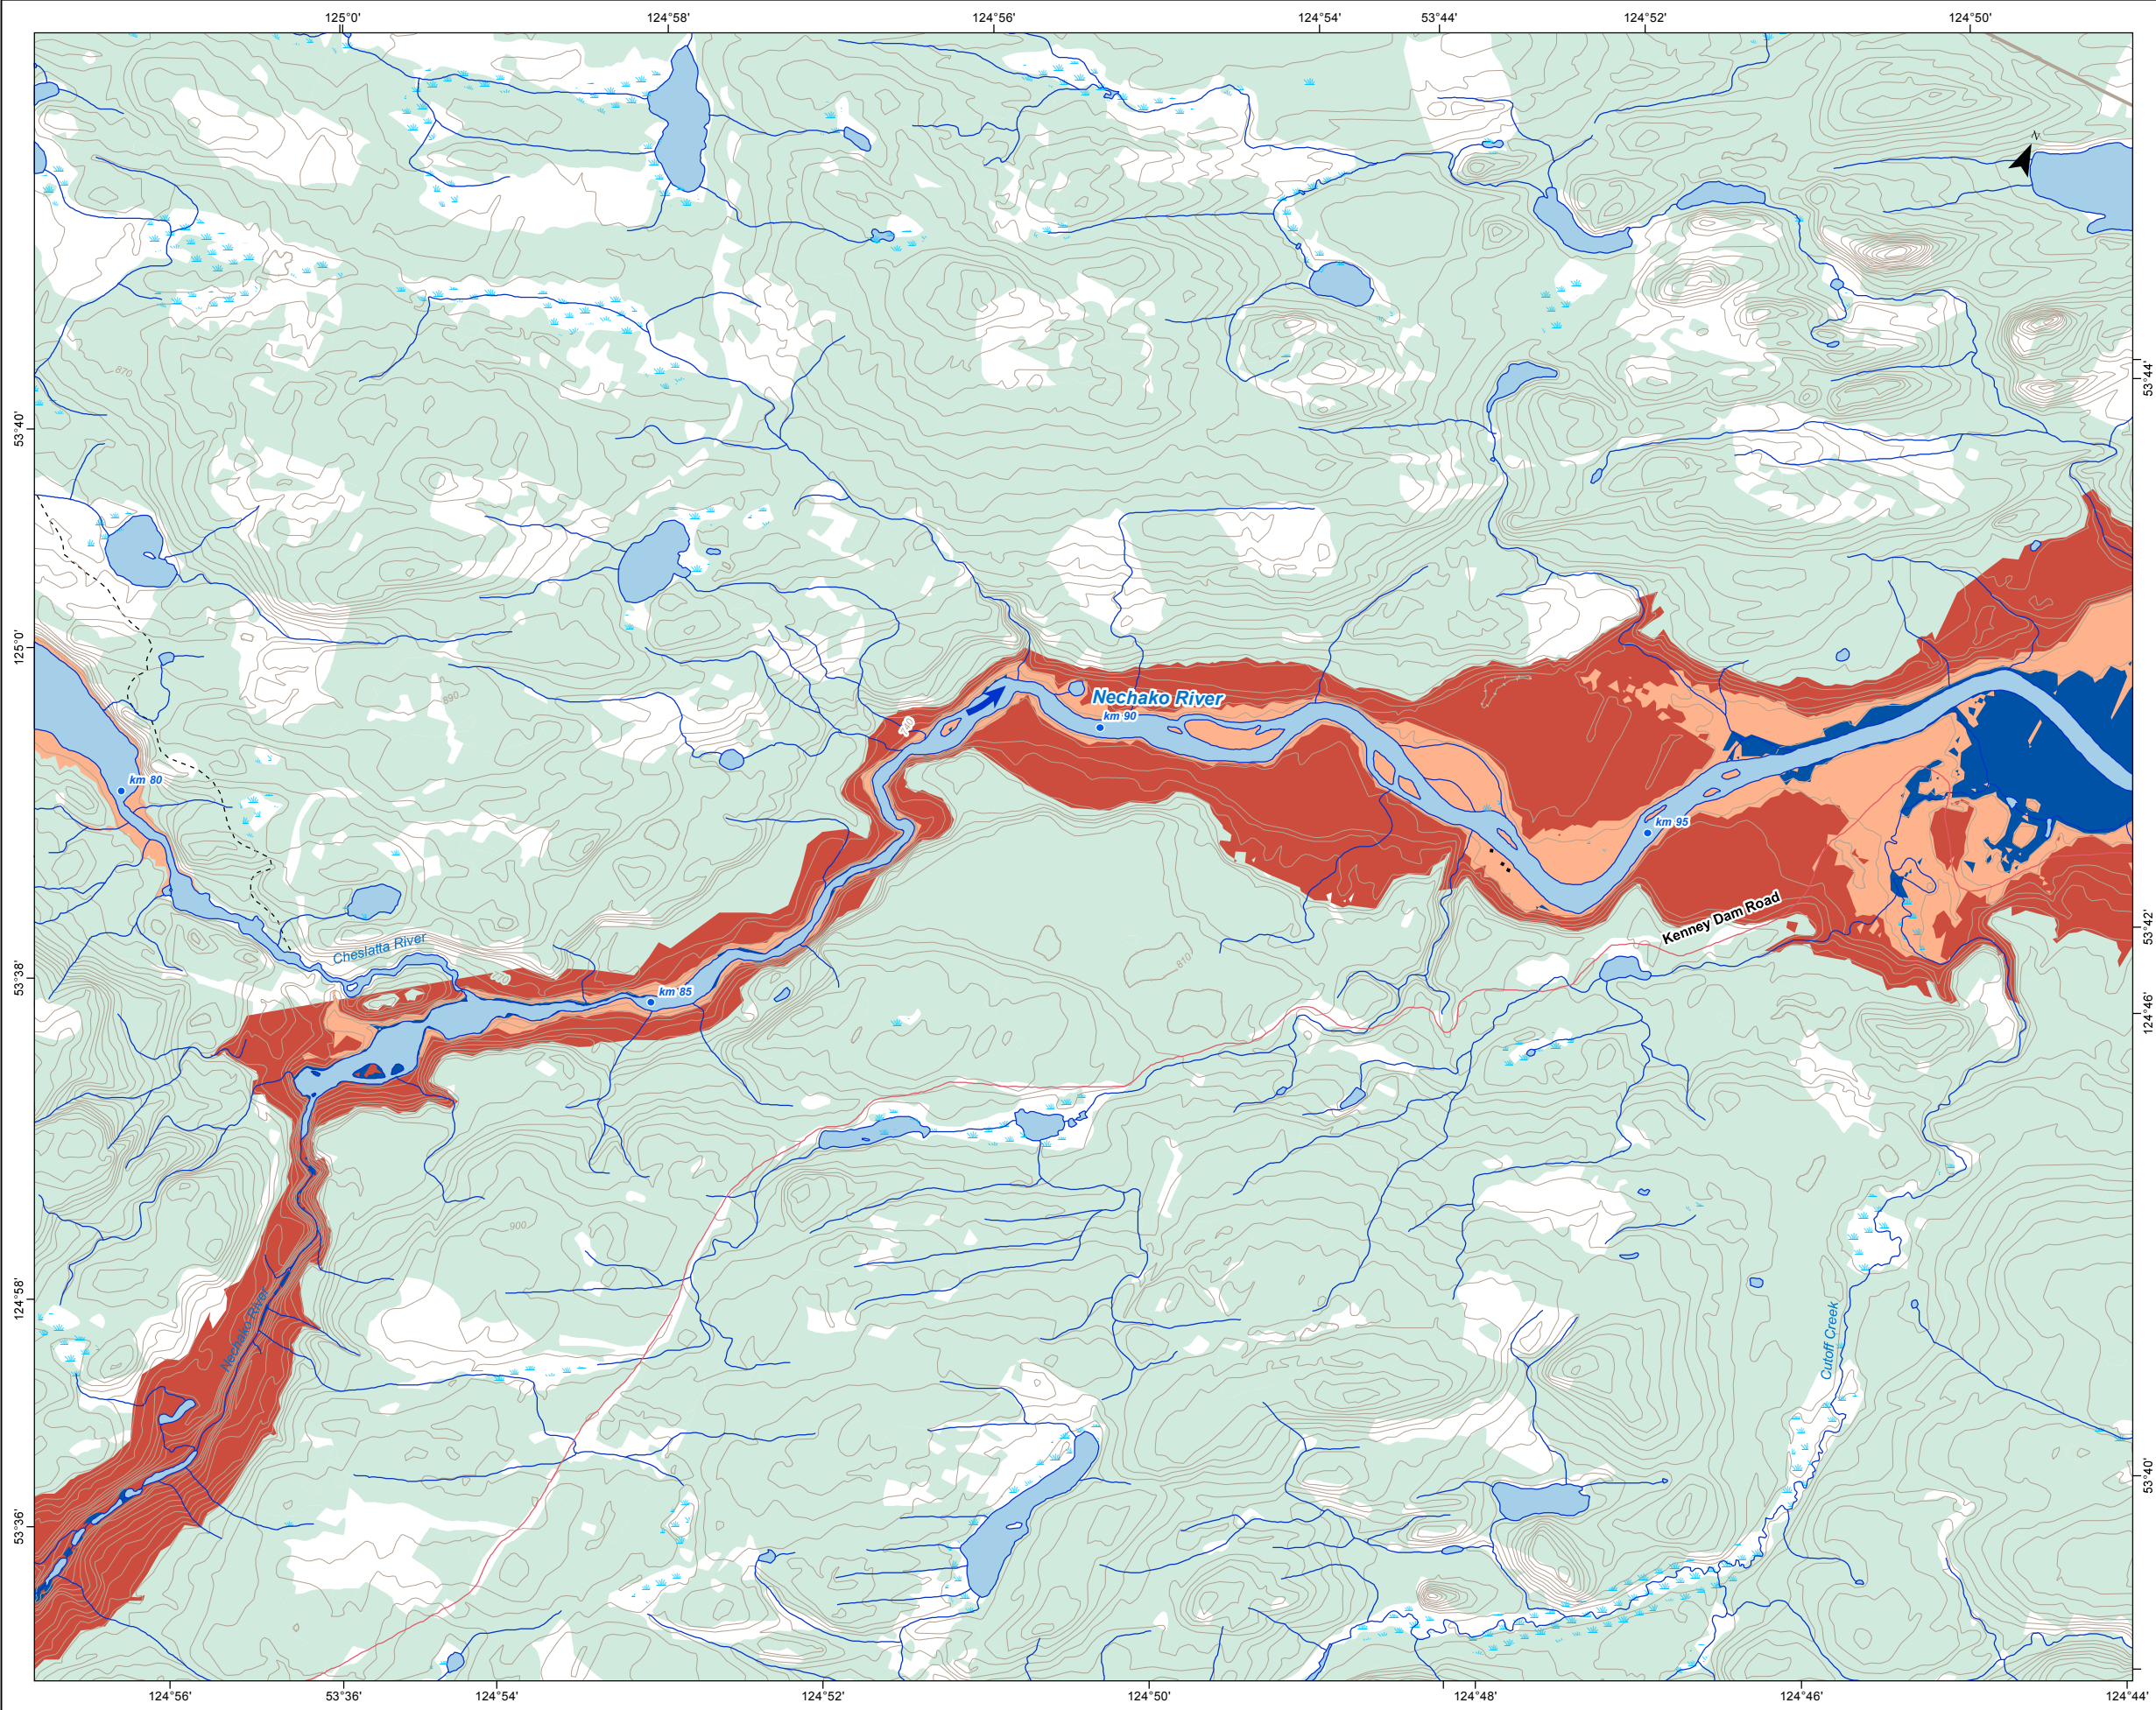 125°0' 124°58' 124°56' 124°54' 53°44' 124°52' 124°50'
N
870
53°44'
53°40'
125°0'
890
Nechako River
km 90
740
km 80
km 95
Kenney Dam Road
53°42'
Cheslatta River
810
53°38'
770
km 85
124°46'
900
124°58'
Nechako River
Cutoff Creek
53°40'
53°36'
124°56' 53°36' 124°54' 124°52' 124°50' 124°48' 124°46' 124°44'